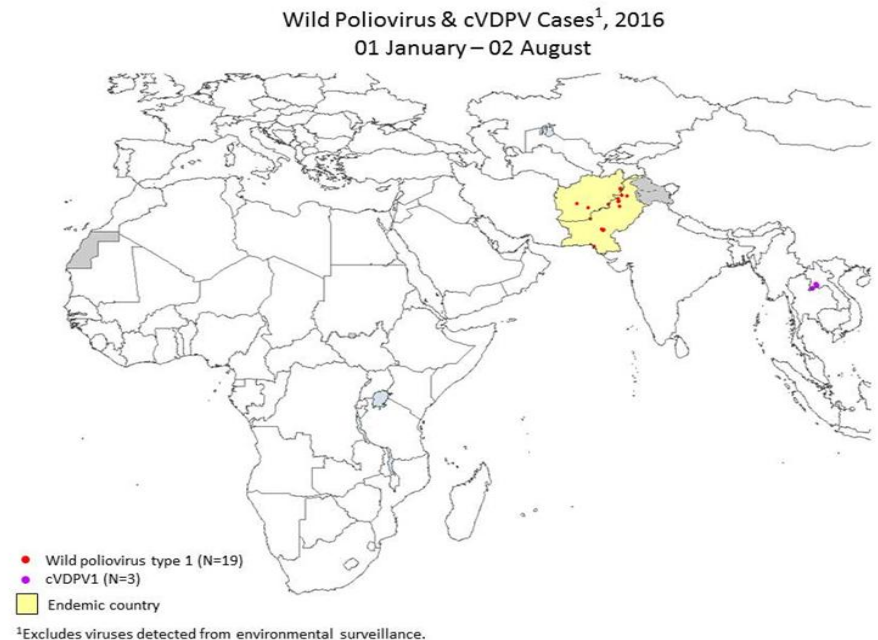 Wild Poliovirus & cVDPV Cases¹, 2016
01 January – 02 August
Wild poliovirus type 1 (N=19)
cVDPV1 (N=3)
Endemic country
¹Excludes viruses detected from environmental surveillance.